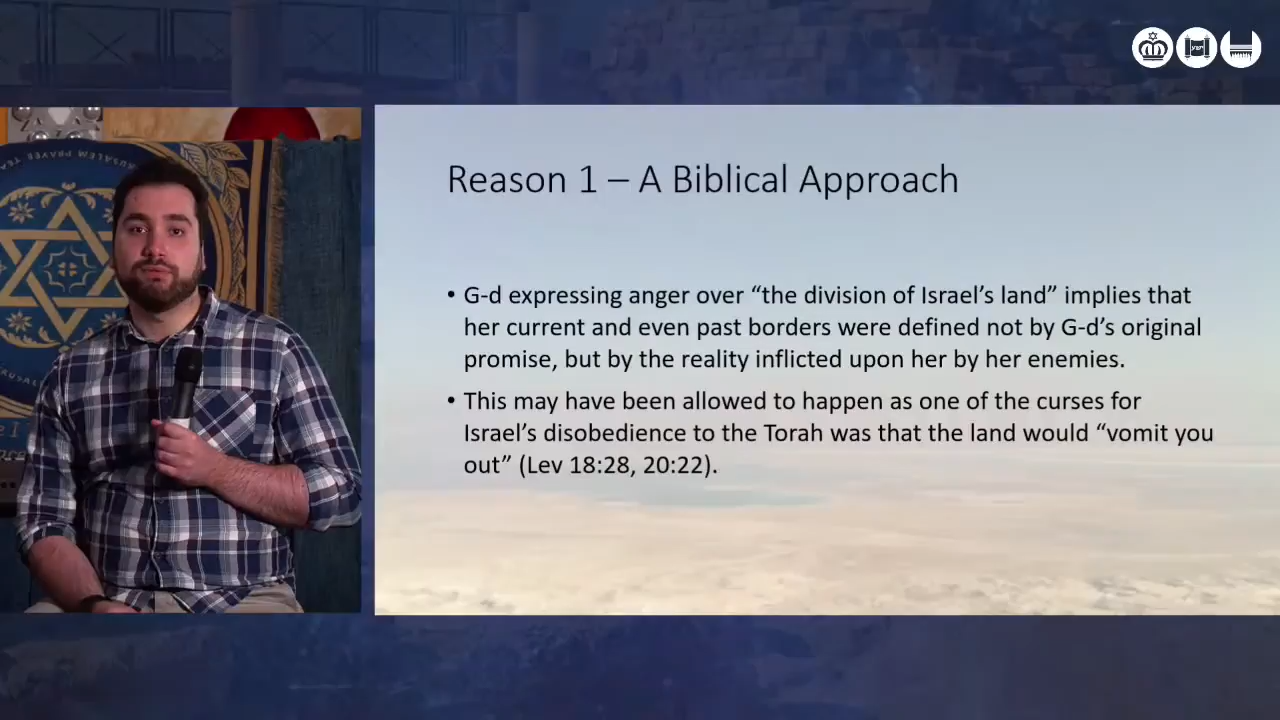 RUSALEM PRAYER TEA
Reason 1 – A Biblical Approach
• G-d expressing anger over “the division of Israel’s land” implies that
her current and even past borders were defined not by G-d’s original
promise, but by the reality inflicted upon her by her enemies.
• This may have been allowed to happen as one of the curses for
Israel’s disobedience to the Torah was that the land would “vomit you
out” (Lev 18:28, 20:22).